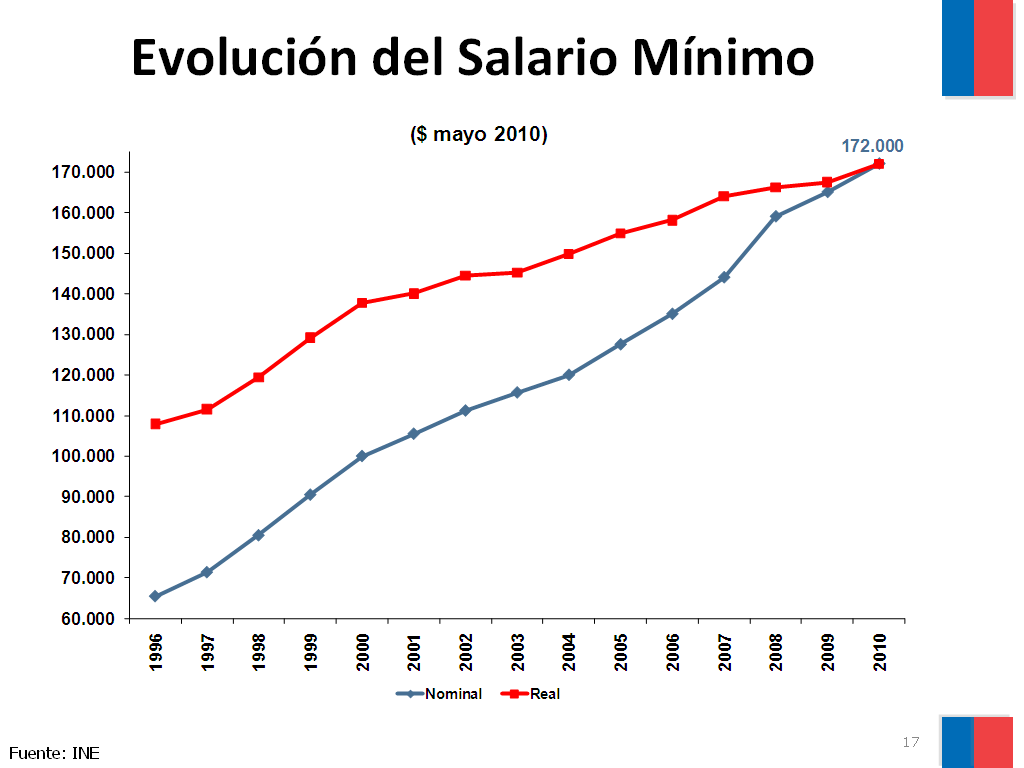 Evolución del Salario Mínimo
($ mayo 2010)
172.000
170.000
160.000
150.000
140.000
130.000
120.000
110.000
100.000
90.000
80.000
70.000
60.000
1996 1997 1998 1999 2000 2001 2002 2003 2004 2005 2006 2007 2008 2009 2010
Nominal Real
17
Fuente: INE